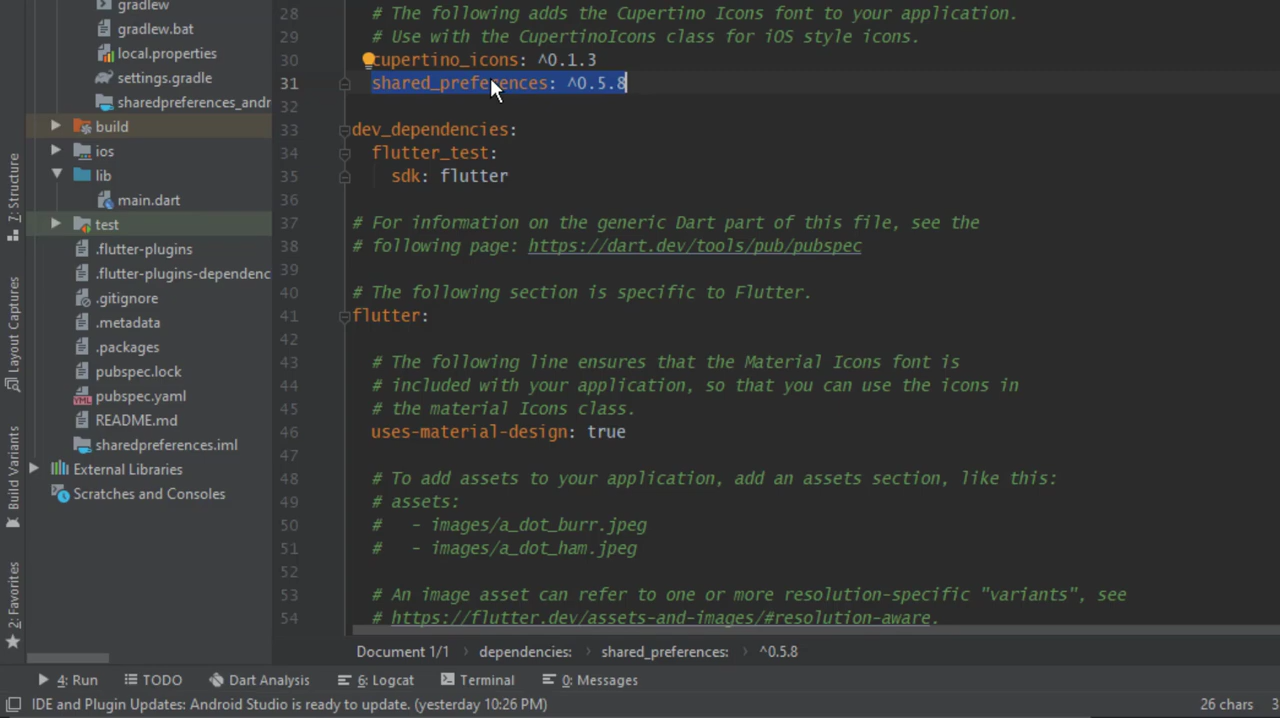 gradlew
gradlew.bat
local.properties
settings.gradle
sharedpreferences_andr
build
ios
lib
main.dart
test
.flutter-plugins
.flutter-plugins-dependenc
.gitignore
.metadata
.packages
pubspec.lock
pubspec.yaml
README.md
sharedpreferences.iml
External Libraries
Scratches and Consoles
Z: Structure
Layout Captures
Build Variants
2: Favorites
28 # The following adds the Cupertino Icons font to your application.
29 # Use with the CupertinoIcons class for iOS style icons.
30 cupertino_icons: ^0.1.3
31 shared_preferences: ^0.5.8
32
33 dev_dependencies:
34 flutter_test:
35 sdk: flutter
36
37 # For information on the generic Dart part of this file, see the
38 # following page: https://dart.dev/tools/pub/pubspec
39
40 # The following section is specific to Flutter.
41 flutter:
42
43 # The following line ensures that the Material Icons font is
44 # included with your application, so that you can use the icons in
45 # the material Icons class.
46 uses-material-design: true
47
48 # To add assets to your application, add an assets section, like this:
49 # assets:
50 #   - images/a_dot_burr.jpeg
51 #   - images/a_dot_ham.jpeg
52
53 # An image asset can refer to one or more resolution-specific "variants", see
54 # https://flutter.dev/assets-and-images/#resolution-aware.
Document 1/1 › dependencies: › shared_preferences: › ^0.5.8
4: Run TODO Dart Analysis 6: Logcat Terminal 0: Messages
IDE and Plugin Updates: Android Studio is ready to update. (yesterday 10:26 PM) 26 chars 3